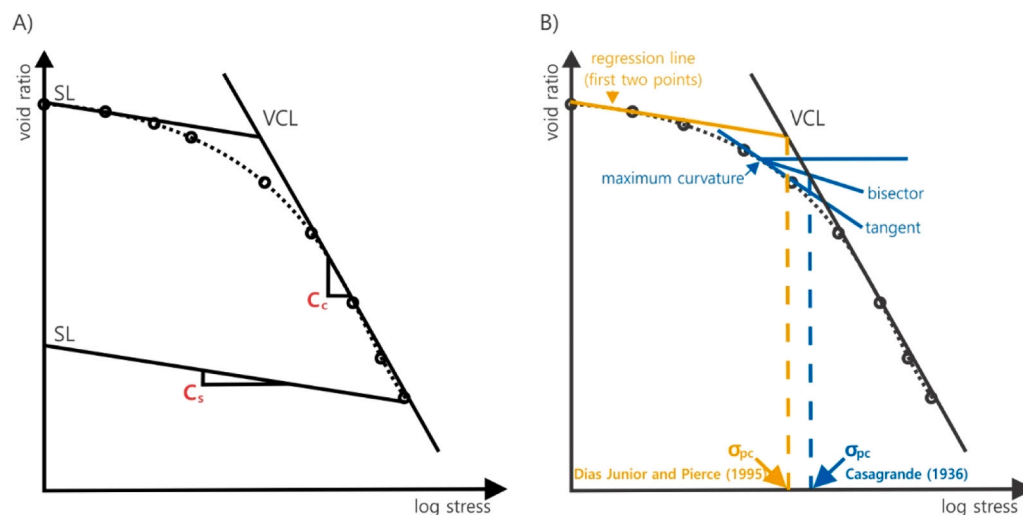 A)
void ratio
SL
VCL
Cc
SL
Cs
log stress
B)
void ratio
regression line
(first two points)
VCL
maximum curvature
bisector
tangent
σpc
σpc
Dias Junior and Pierce (1995)
Casagrande (1936)
log stress